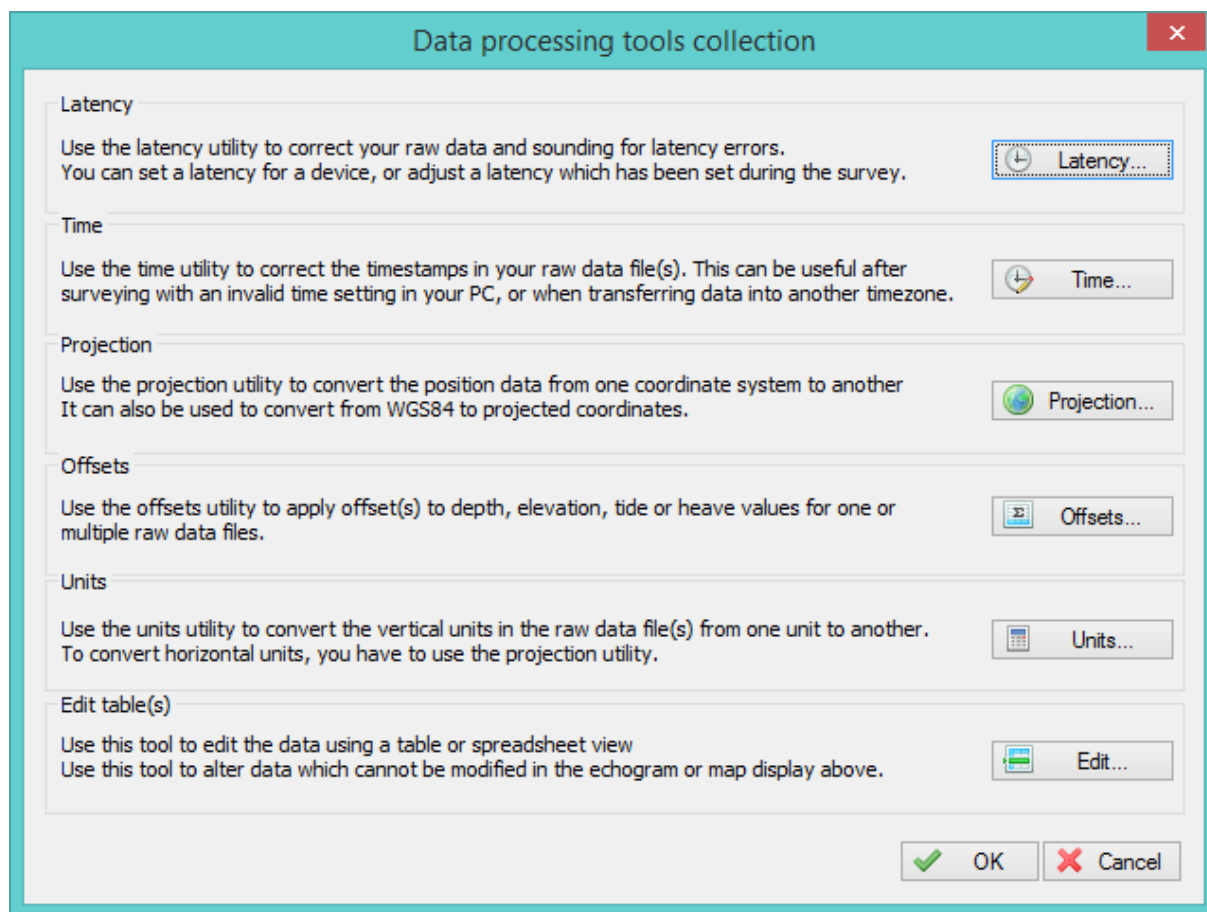 Data processing tools collection
Latency
Use the latency utility to correct your raw data and sounding for latency errors.
You can set a latency for a device, or adjust a latency which has been set during the survey.
Latency...
Time
Use the time utility to correct the timestamps in your raw data file(s). This can be useful after
surveying with an invalid time setting in your PC, or when transferring data into another timezone.
Time...
Projection
Use the projection utility to convert the position data from one coordinate system to another
It can also be used to convert from WGS84 to projected coordinates.
Projection...
Offsets
Use the offsets utility to apply offset(s) to depth, elevation, tide or heave values for one or
multiple raw data files.
Offsets...
Units
Use the units utility to convert the vertical units in the raw data file(s) from one unit to another.
To convert horizontal units, you have to use the projection utility.
Units...
Edit table(s)
Use this tool to edit the data using a table or spreadsheet view
Use this tool to alter data which cannot be modified in the echogram or map display above.
Edit...
OK
Cancel